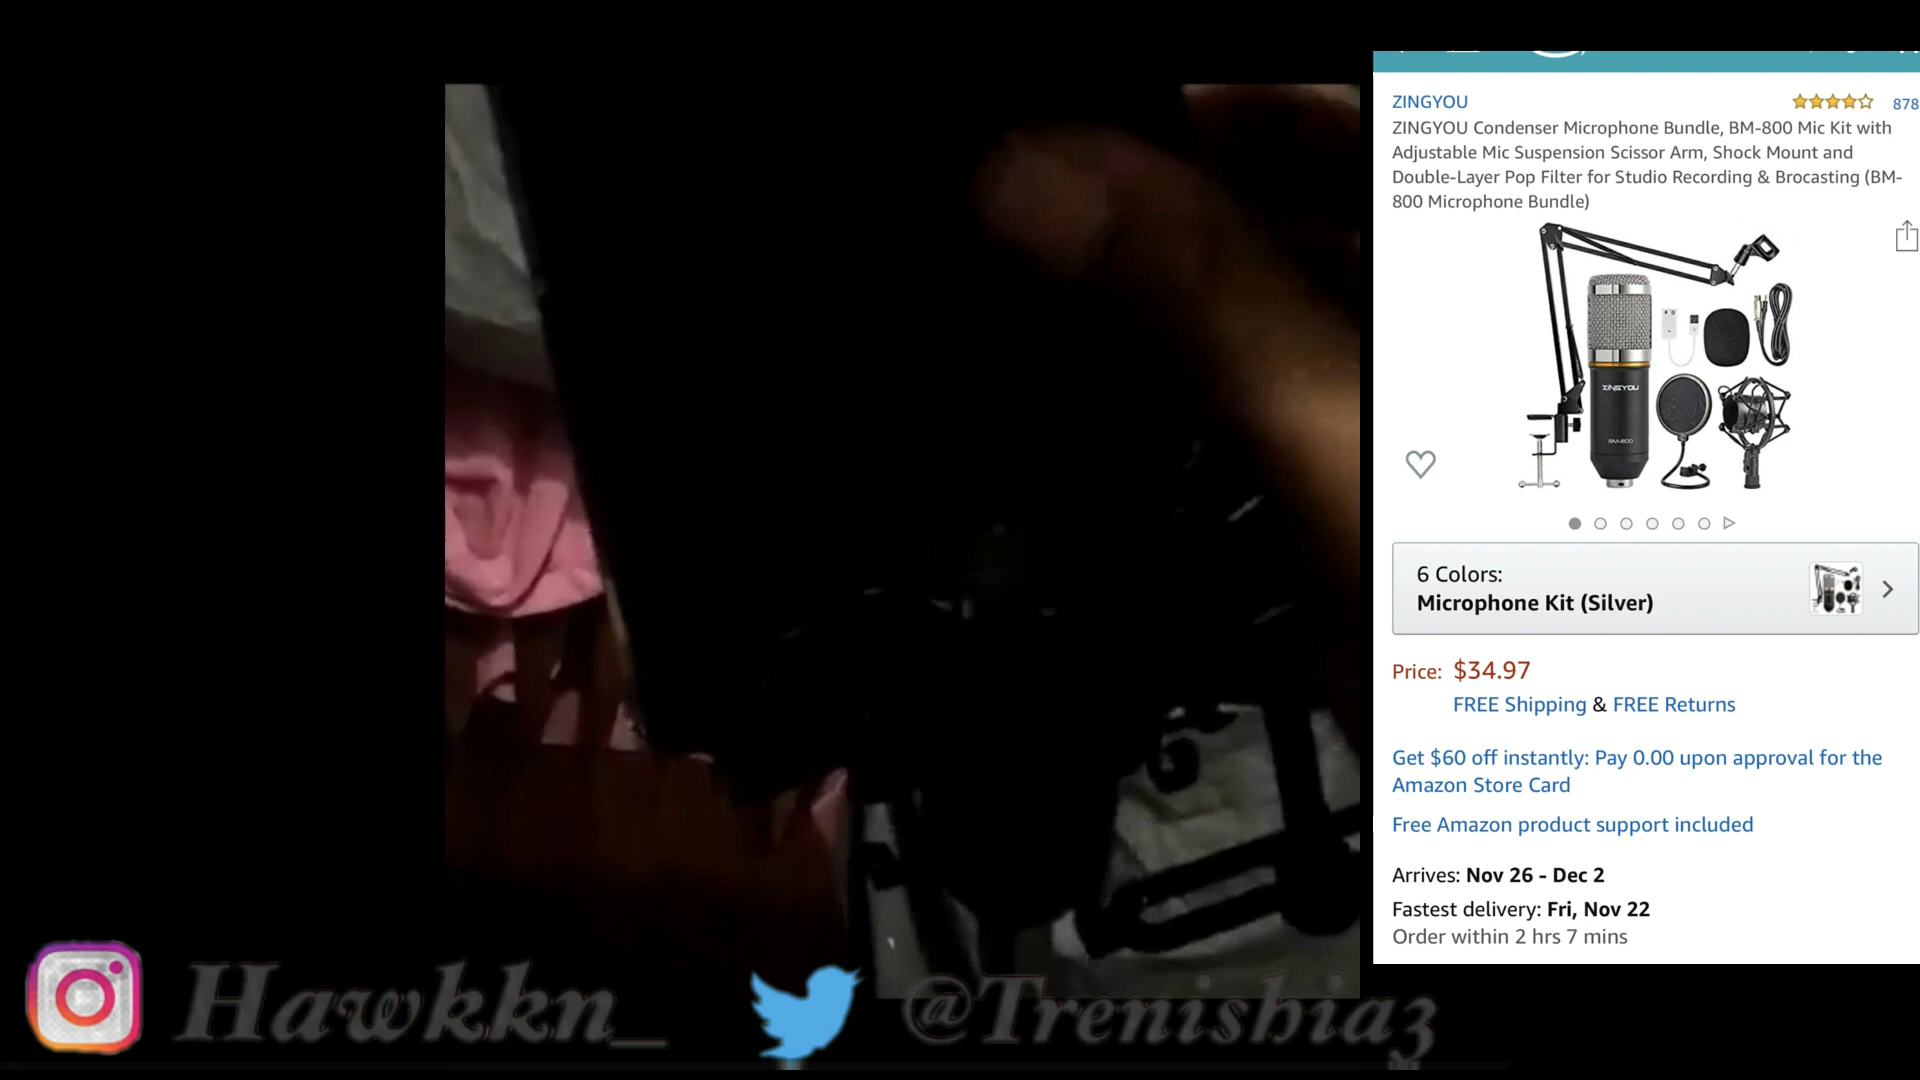 ZINGYOU
878
ZINGYOU Condenser Microphone Bundle, BM-800 Mic Kit with
Adjustable Mic Suspension Scissor Arm, Shock Mount and
Double-Layer Pop Filter for Studio Recording & Brocasting (BM-
800 Microphone Bundle)
ZINGYOU
BM-800
6 Colors:
Microphone Kit (Silver)
Price: $34.97
FREE Shipping & FREE Returns
Get $60 off instantly: Pay 0.00 upon approval for the
Amazon Store Card
Free Amazon product support included
Arrives: Nov 26 - Dec 2
Fastest delivery: Fri, Nov 22
Order within 2 hrs 7 mins
Hawkkn_
@Trenishia3